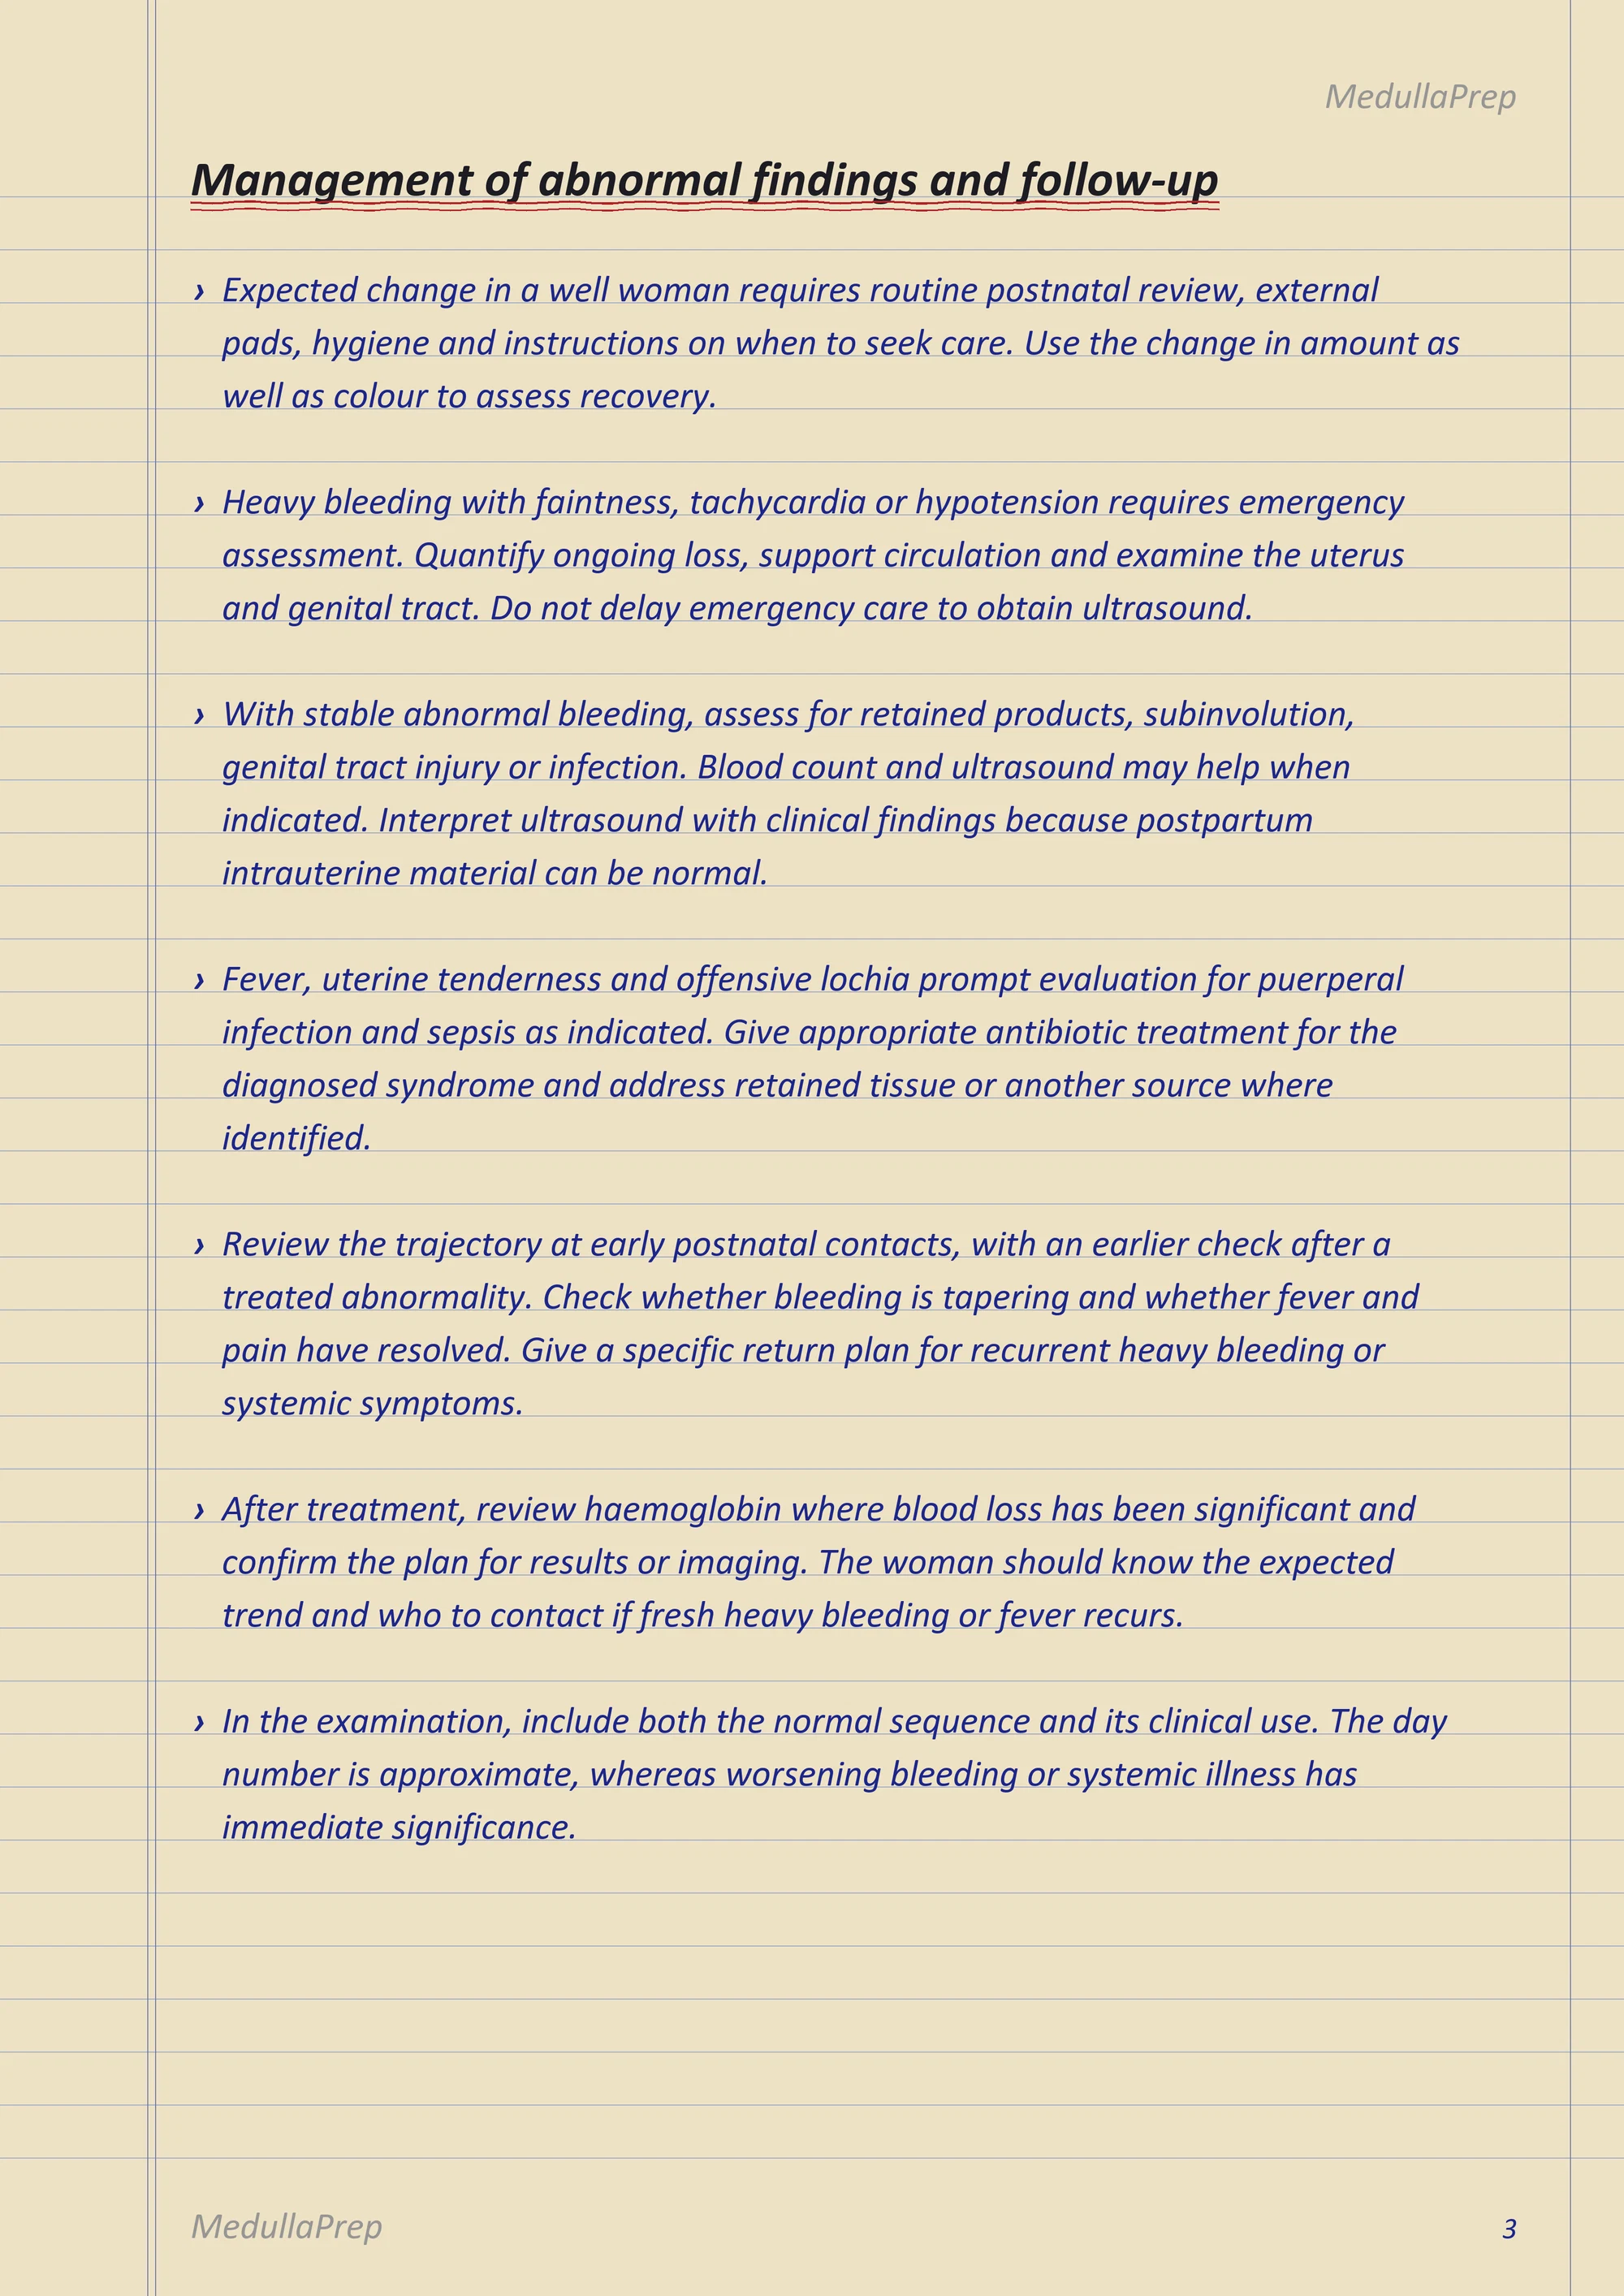 MedullaPrep
Management of abnormal findings and follow-up
› Expected change in a well woman requires routine postnatal review, external
pads, hygiene and instructions on when to seek care. Use the change in amount as
well as colour to assess recovery.
› Heavy bleeding with faintness, tachycardia or hypotension requires emergency
assessment. Quantify ongoing loss, support circulation and examine the uterus
and genital tract. Do not delay emergency care to obtain ultrasound.
› With stable abnormal bleeding, assess for retained products, subinvolution,
genital tract injury or infection. Blood count and ultrasound may help when
indicated. Interpret ultrasound with clinical findings because postpartum
intrauterine material can be normal.
› Fever, uterine tenderness and offensive lochia prompt evaluation for puerperal
infection and sepsis as indicated. Give appropriate antibiotic treatment for the
diagnosed syndrome and address retained tissue or another source where
identified.
› Review the trajectory at early postnatal contacts, with an earlier check after a
treated abnormality. Check whether bleeding is tapering and whether fever and
pain have resolved. Give a specific return plan for recurrent heavy bleeding or
systemic symptoms.
› After treatment, review haemoglobin where blood loss has been significant and
confirm the plan for results or imaging. The woman should know the expected
trend and who to contact if fresh heavy bleeding or fever recurs.
› In the examination, include both the normal sequence and its clinical use. The day
number is approximate, whereas worsening bleeding or systemic illness has
immediate significance.
MedullaPrep
3